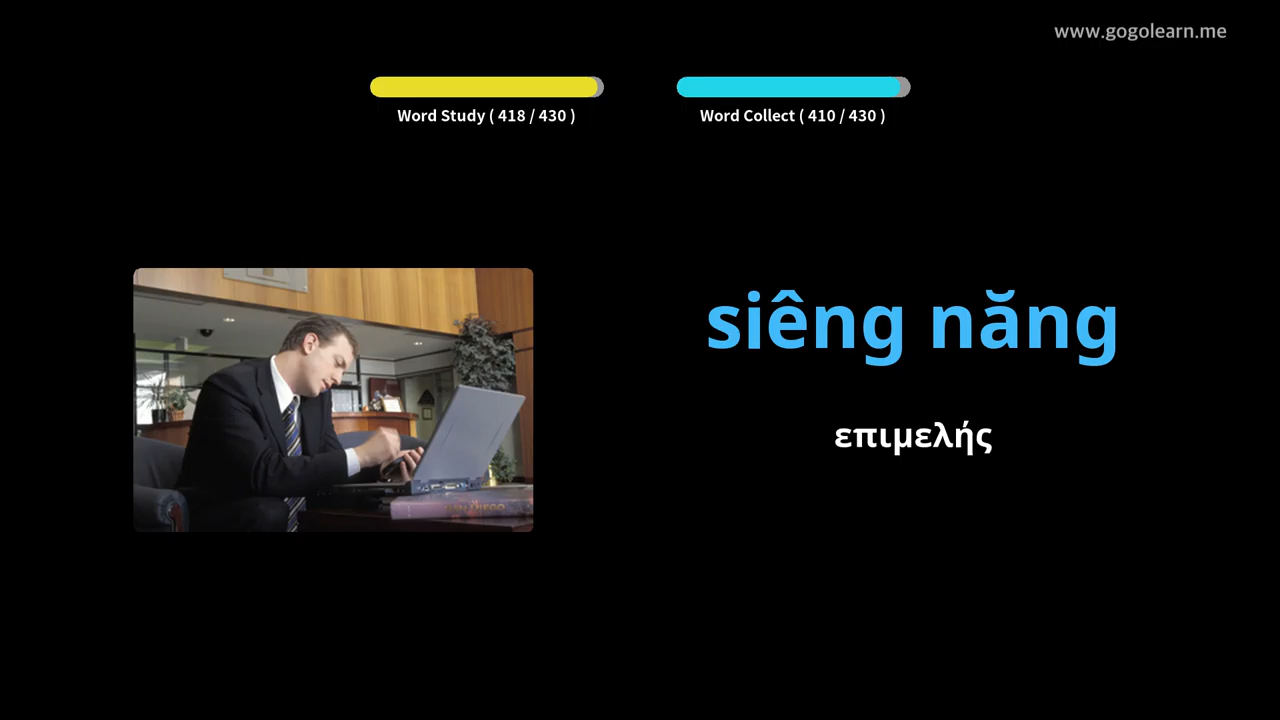 www.gogolearn.me
Word Study ( 418 / 430 )
Word Collect ( 410 / 430 )
siêng năng
επιμελής